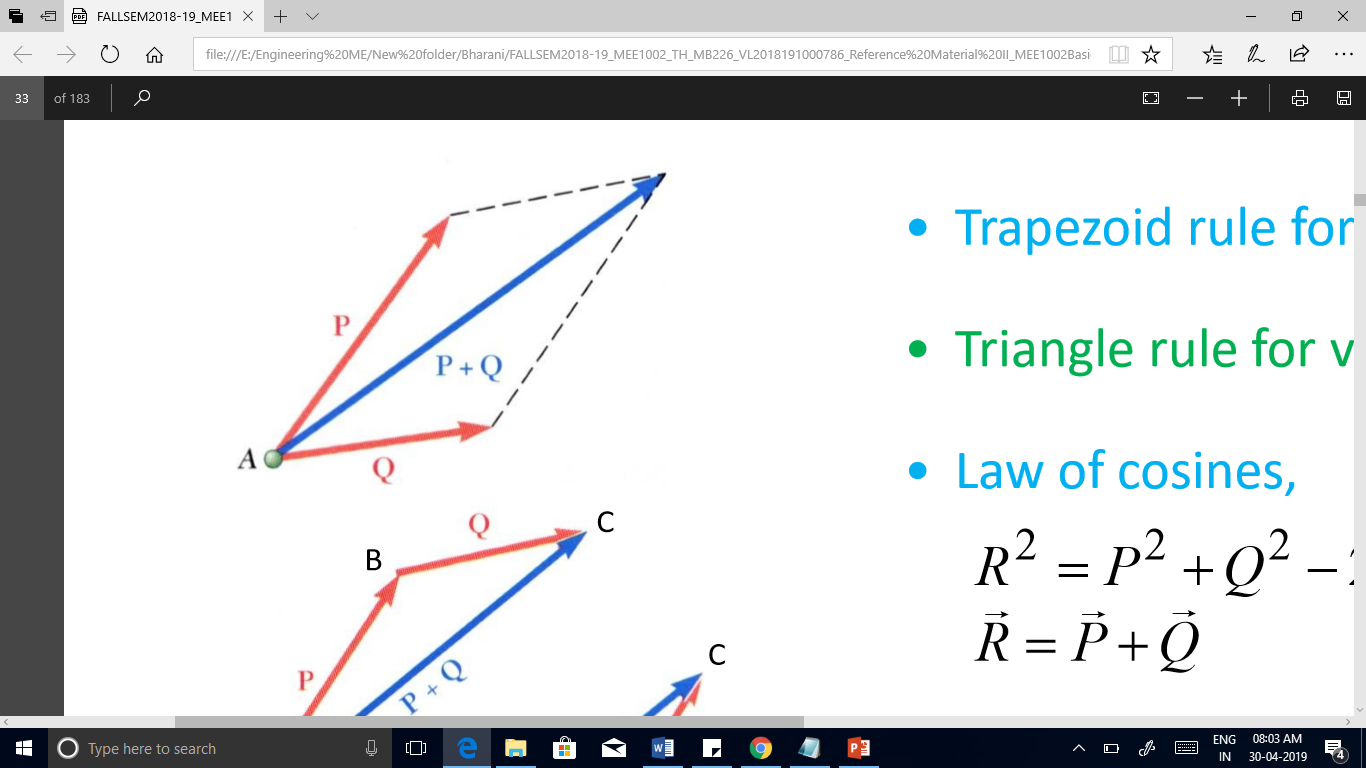 FALLSEM2018-19_MEE1
file:///E:/Engineering%20ME/New%20folder/Bharani/FALLSEM2018-19_MEE1002_TH_MB226_VL2018191000786_Reference%20Material%20II_MEE1002Basi
33 of 183
P
P + Q
A
Q
• Trapezoid rule for
• Triangle rule for v
• Law of cosines,
R² = P² + Q² −
R⃗ = P⃗ + Q⃗
Q
C
B
P
P + Q
C
Type here to search
ENG
IN
08:03 AM
30-04-2019
4